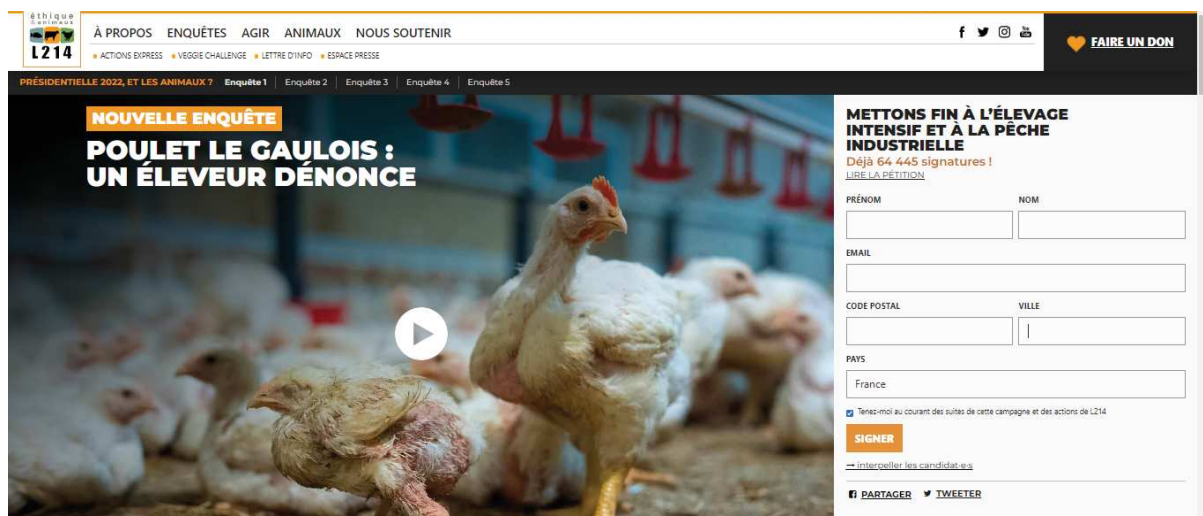 éthique
& animaux
L214
À PROPOS ENQUÊTES AGIR ANIMAUX NOUS SOUTENIR
ACTIONS EXPRESS VEGGIE CHALLENGE LETTRE D'INFO ESPACE PRESSE
FAIRE UN DON
PRÉSIDENTIELLE 2022, ET LES ANIMAUX ? Enquête 1 Enquête 2 Enquête 3 Enquête 4 Enquête 5
NOUVELLE ENQUÊTE
POULET LE GAULOIS :
UN ÉLEVEUR DÉNONCE
METTONS FIN À L'ÉLEVAGE
INTENSIF ET À LA PÊCHE
INDUSTRIELLE
Déjà 64 445 signatures !
LIRE LA PÉTITION
PRÉNOM NOM
EMAIL
CODE POSTAL VILLE
PAYS
France
Tenez-moi au courant des suites de cette campagne et des actions de L214
SIGNER
→ interpeller les candidat·e·s
PARTAGER TWEETER